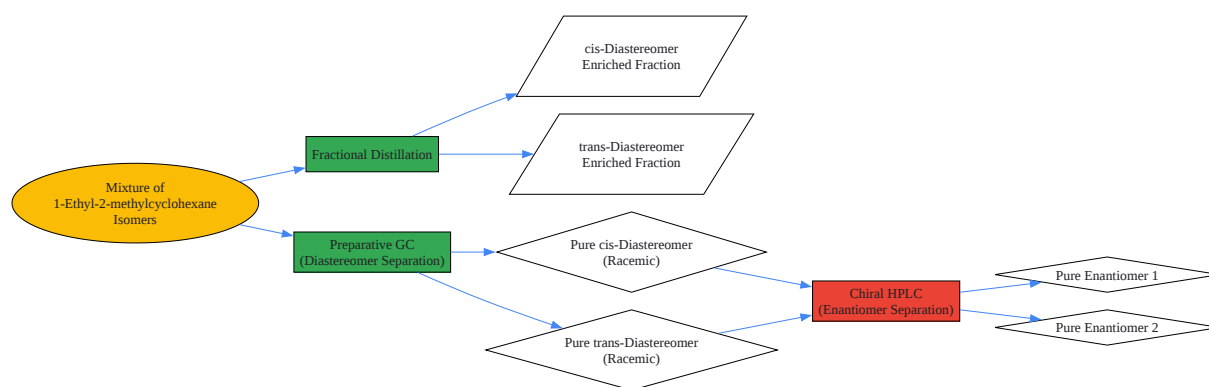 Mixture of
1-Ethyl-2-methylcyclohexane
Isomers
Fractional Distillation
cis-Diastereomer
Enriched Fraction
trans-Diastereomer
Enriched Fraction
Preparative GC
(Diastereomer Separation)
Pure cis-Diastereomer
(Racemic)
Pure trans-Diastereomer
(Racemic)
Chiral HPLC
(Enantiomer Separation)
Pure Enantiomer 1
Pure Enantiomer 2